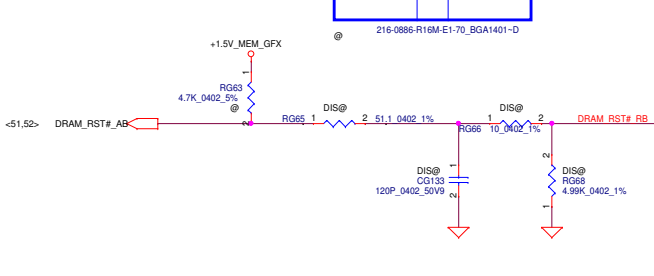 216-0886-R16M-E1-70_BGA1401~D
@
+1.5V_MEM_GFX
1
RG63
4.7K_0402_5%
@
2
<51,52> DRAM_RST#_AB
RG65 1 DIS@ 2 51.1_0402_1%
RG66 1 DIS@ 2 10_0402_1%
DRAM_RST#_RB
1
DIS@
CG133
120P_0402_50V9
2
2
DIS@
RG68
4.99K_0402_1%
1